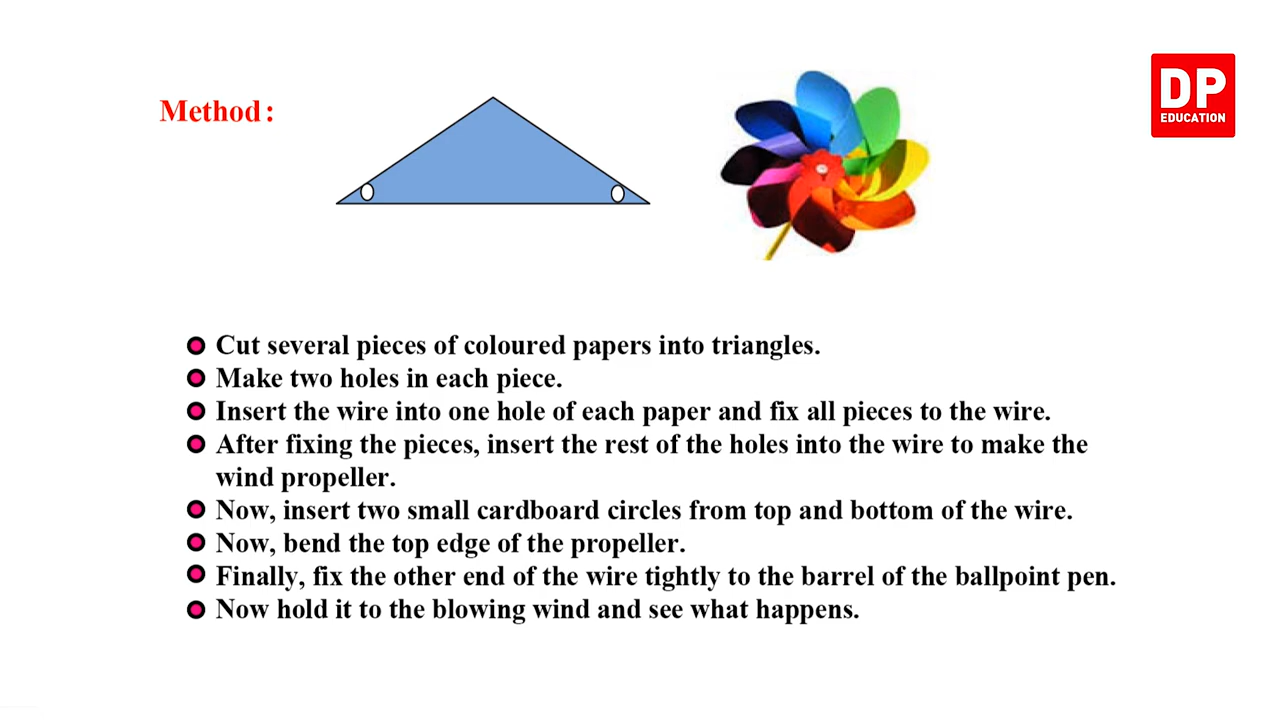 DP
EDUCATION
Method :
Cut several pieces of coloured papers into triangles.
Make two holes in each piece.
Insert the wire into one hole of each paper and fix all pieces to the wire.
After fixing the pieces, insert the rest of the holes into the wire to make the
wind propeller.
Now, insert two small cardboard circles from top and bottom of the wire.
Now, bend the top edge of the propeller.
Finally, fix the other end of the wire tightly to the barrel of the ballpoint pen.
Now hold it to the blowing wind and see what happens.